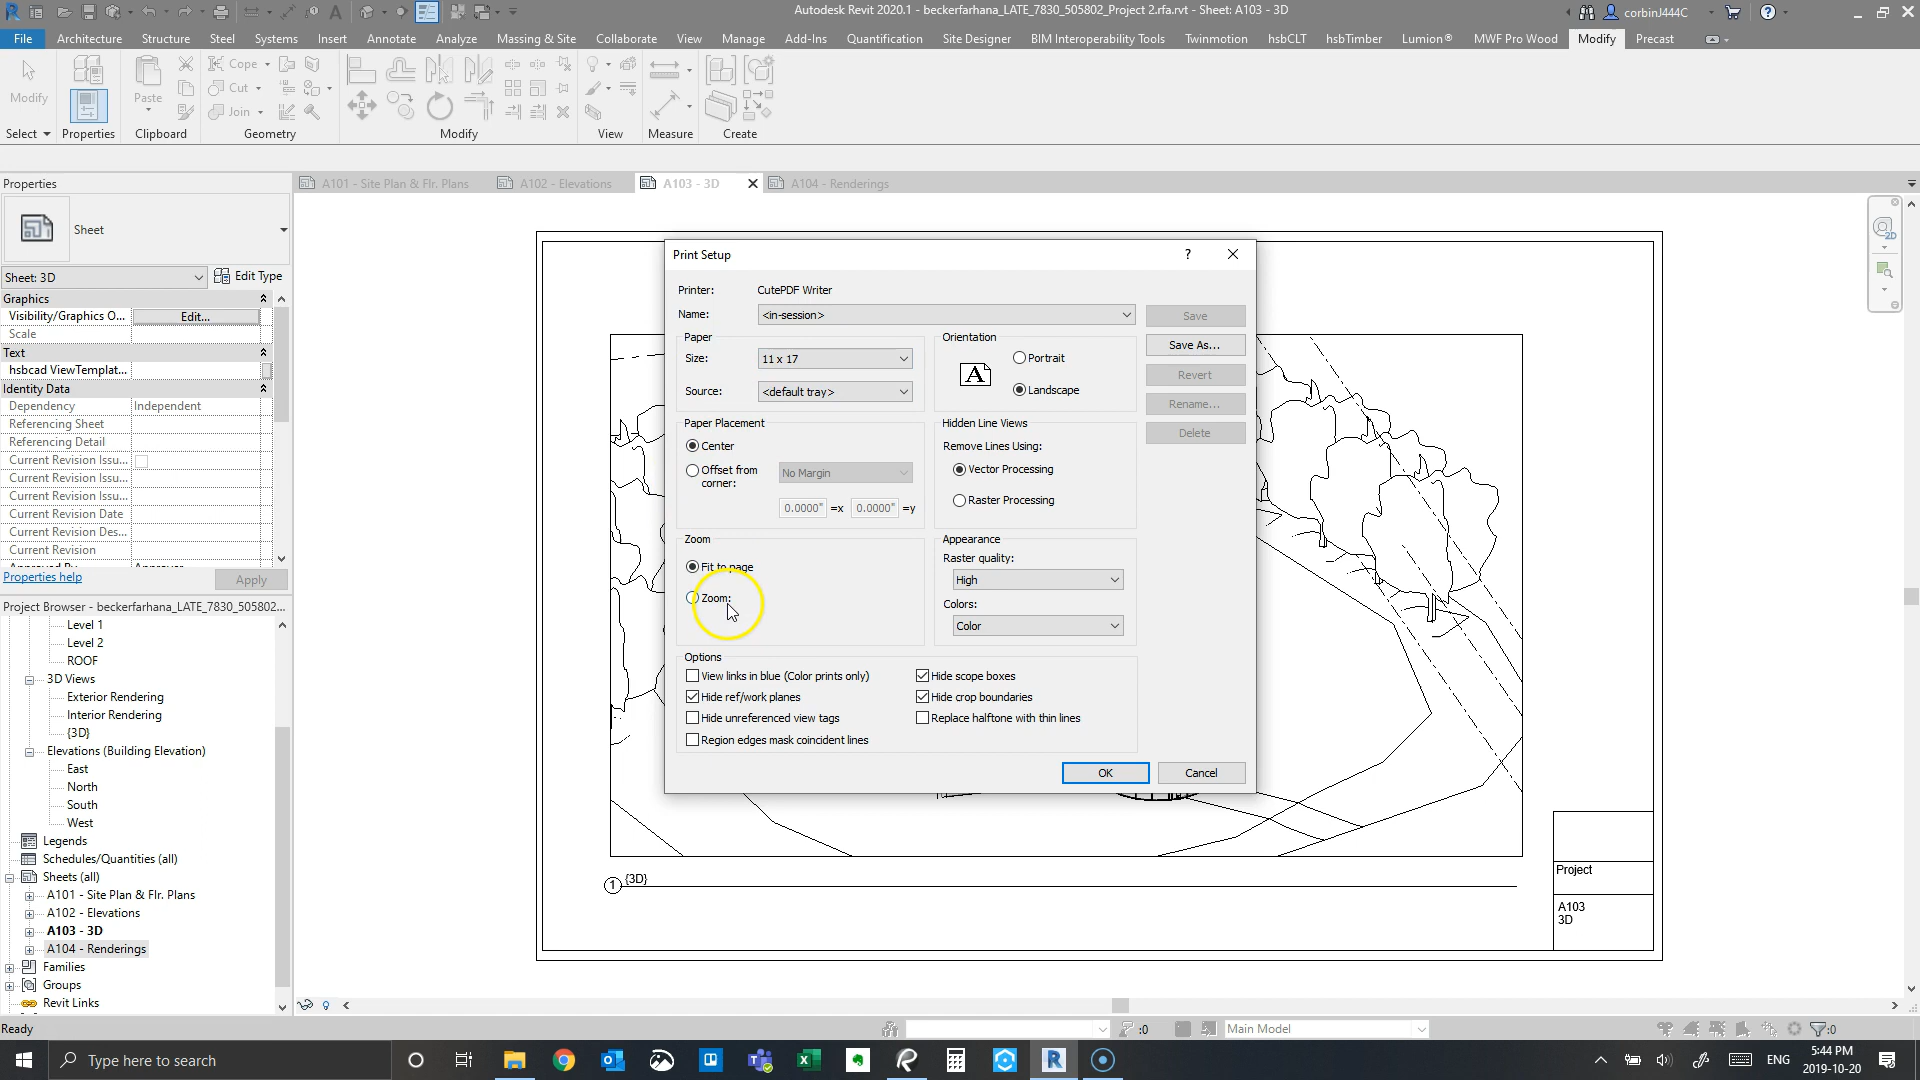 Autodesk Revit 2020.1 - beckerfarhana_LATE_7830_505802_Project 2.rfa.rvt - Sheet: A103 - 3D
corbinJ444C
File Architecture Structure Steel Systems Insert Annotate Analyze Massing & Site Collaborate View Manage Add-Ins Quantification Site Designer BIM Interoperability Tools Twinmotion hsbCLT hsbTimber Lumion® MWF Pro Wood Modify Precast
Modify
Paste
Cope
Cut
Join
Select Properties Clipboard Geometry Modify View Measure Create
Properties
A101 - Site Plan & Flr. Plans
A102 - Elevations
A103 - 3D
A104 - Renderings
Sheet
Sheet: 3D
Edit Type
Graphics
Visibility/Graphics O...
Edit...
Scale
Text
hsbcad ViewTemplat...
Identity Data
Dependency
Independent
Referencing Sheet
Referencing Detail
Current Revision Issu...
Current Revision Issu...
Current Revision Issu...
Current Revision Date
Current Revision Des...
Current Revision
Approved By
Approver
Properties help
Apply
Project Browser - beckerfarhana_LATE_7830_505802...
Level 1
Level 2
ROOF
3D Views
Exterior Rendering
Interior Rendering
{3D}
Elevations (Building Elevation)
East
North
South
West
Legends
Schedules/Quantities (all)
Sheets (all)
A101 - Site Plan & Flr. Plans
A102 - Elevations
A103 - 3D
A104 - Renderings
Families
Groups
Revit Links
Print Setup
?
Printer:
CutePDF Writer
Name:
<in-session>
Save
Save As...
Revert
Rename...
Delete
Paper
Size:
11 x 17
Source:
<default tray>
Orientation
A
Portrait
Landscape
Paper Placement
Center
Offset from
corner:
No Margin
0.0000" =x 0.0000" =y
Hidden Line Views
Remove Lines Using:
Vector Processing
Raster Processing
Zoom
Fit to page
Zoom:
Appearance
Raster quality:
High
Colors:
Color
Options
View links in blue (Color prints only)
Hide ref/work planes
Hide unreferenced view tags
Region edges mask coincident lines
Hide scope boxes
Hide crop boundaries
Replace halftone with thin lines
OK
Cancel
1 {3D}
Project
A103
3D
2D
Ready
:0
Main Model
:0
Type here to search
ENG
5:44 PM
2019-10-20